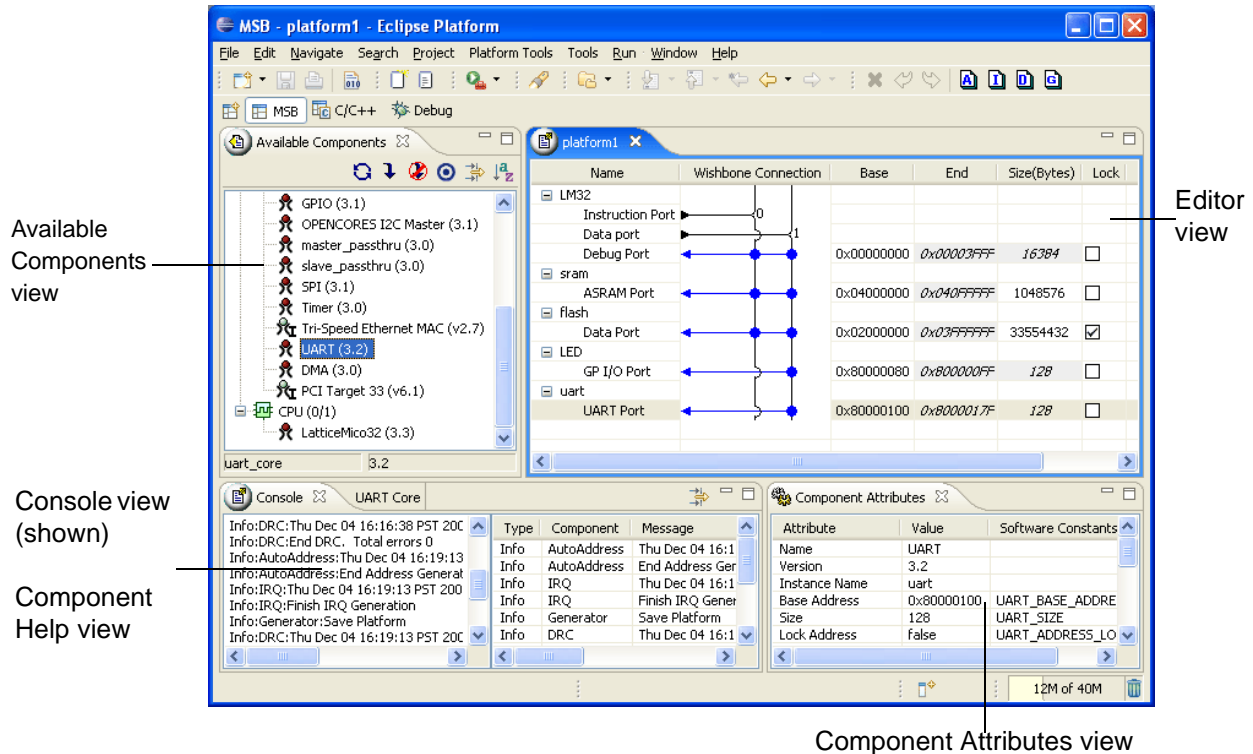 MSB - platform1 - Eclipse Platform
File Edit Navigate Search Project Platform Tools Tools Run Window Help
010
A I D G
MSB C/C++ Debug
Available Components
a
z
GPIO (3.1)
OPENCORES I2C Master (3.1)
master_passthru (3.0)
slave_passthru (3.0)
SPI (3.1)
Timer (3.0)
Tri-Speed Ethernet MAC (v2.7)
UART (3.2)
DMA (3.0)
PCI Target 33 (v6.1)
CPU (0/1)
LatticeMico32 (3.3)
uart_core 3.2
platform1
Name Wishbone Connection Base End Size(Bytes) Lock
LM32
Instruction Port 0
Data port 1
Debug Port 0x00000000 0x00003FFF 16384
sram
ASRAM Port 0x04000000 0x040FFFFF 1048576
flash
Data Port 0x02000000 0x03FFFFFF 33554432
LED
GP I/O Port 0x80000080 0x800000FF 128
uart
UART Port 0x80000100 0x8000017F 128
Console UART Core
Info:DRC:Thu Dec 04 16:16:38 PST 200
Info:DRC:End DRC. Total errors 0
Info:AutoAddress:Thu Dec 04 16:19:13
Info:AutoAddress:End Address Generat
Info:IRQ:Thu Dec 04 16:19:13 PST 200
Info:IRQ:Finish IRQ Generation
Info:Generator:Save Platform
Info:DRC:Thu Dec 04 16:19:13 PST 200
Type Component Message
Info AutoAddress Thu Dec 04 16:1
Info AutoAddress End Address Ger
Info IRQ Thu Dec 04 16:1
Info IRQ Finish IRQ Gener
Info Generator Save Platform
Info DRC Thu Dec 04 16:1
Component Attributes
Attribute Value Software Constants
Name UART
Version 3.2
Instance Name uart
Base Address 0x80000100 UART_BASE_ADDRE
Size 128 UART_SIZE
Lock Address false UART_ADDRESS_LO
12M of 40M
Available
Components
view
Editor
view
Console view
(shown)
Component
Help view
Component Attributes view